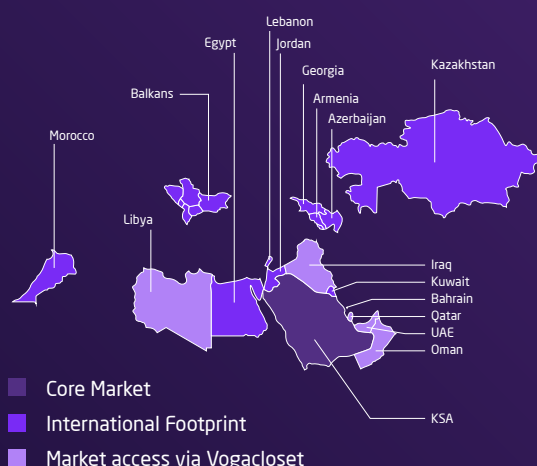 Lebanon
Egypt
Jordan
Georgia
Kazakhstan
Balkans
Armenia
Azerbaijan
Morocco
Libya
Iraq
Kuwait
Bahrain
Qatar
UAE
Oman
Core Market
International Footprint
KSA
Market access via Vogacloset